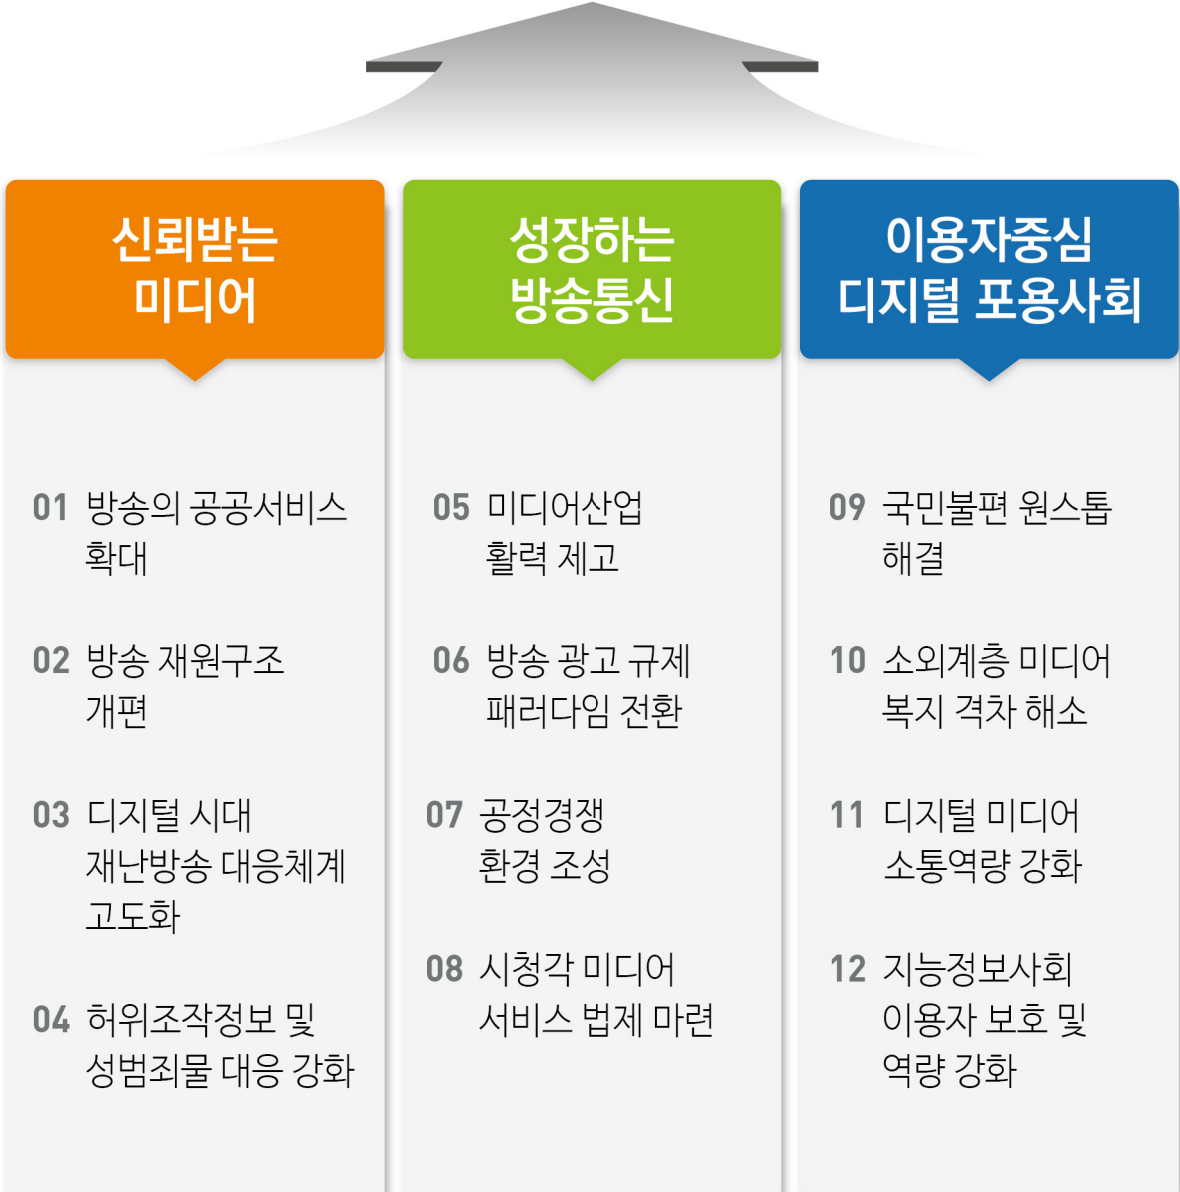 신뢰받는
미디어
01 방송의 공공서비스
확대
02 방송 재원구조
개편
03 디지털 시대
재난방송 대응체계
고도화
04 허위조작정보 및
성범죄물 대응 강화
성장하는
방송통신
05 미디어산업
활력 제고
06 방송 광고 규제
패러다임 전환
07 공정경쟁
환경 조성
08 시청각 미디어
서비스 법제 마련
이용자중심
디지털 포용사회
09 국민불편 원스톱
해결
10 소외계층 미디어
복지 격차 해소
11 디지털 미디어
소통역량 강화
12 지능정보사회
이용자 보호 및
역량 강화